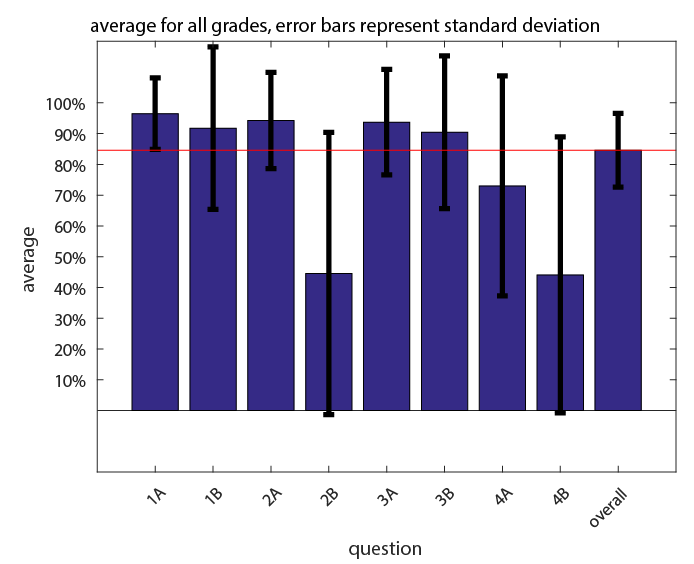 average for all grades, error bars represent standard deviation
100%
90%
80%
70%
60%
50%
40%
30%
20%
10%
average
1A
1B
2A
2B
3A
3B
4A
4B
overall
question